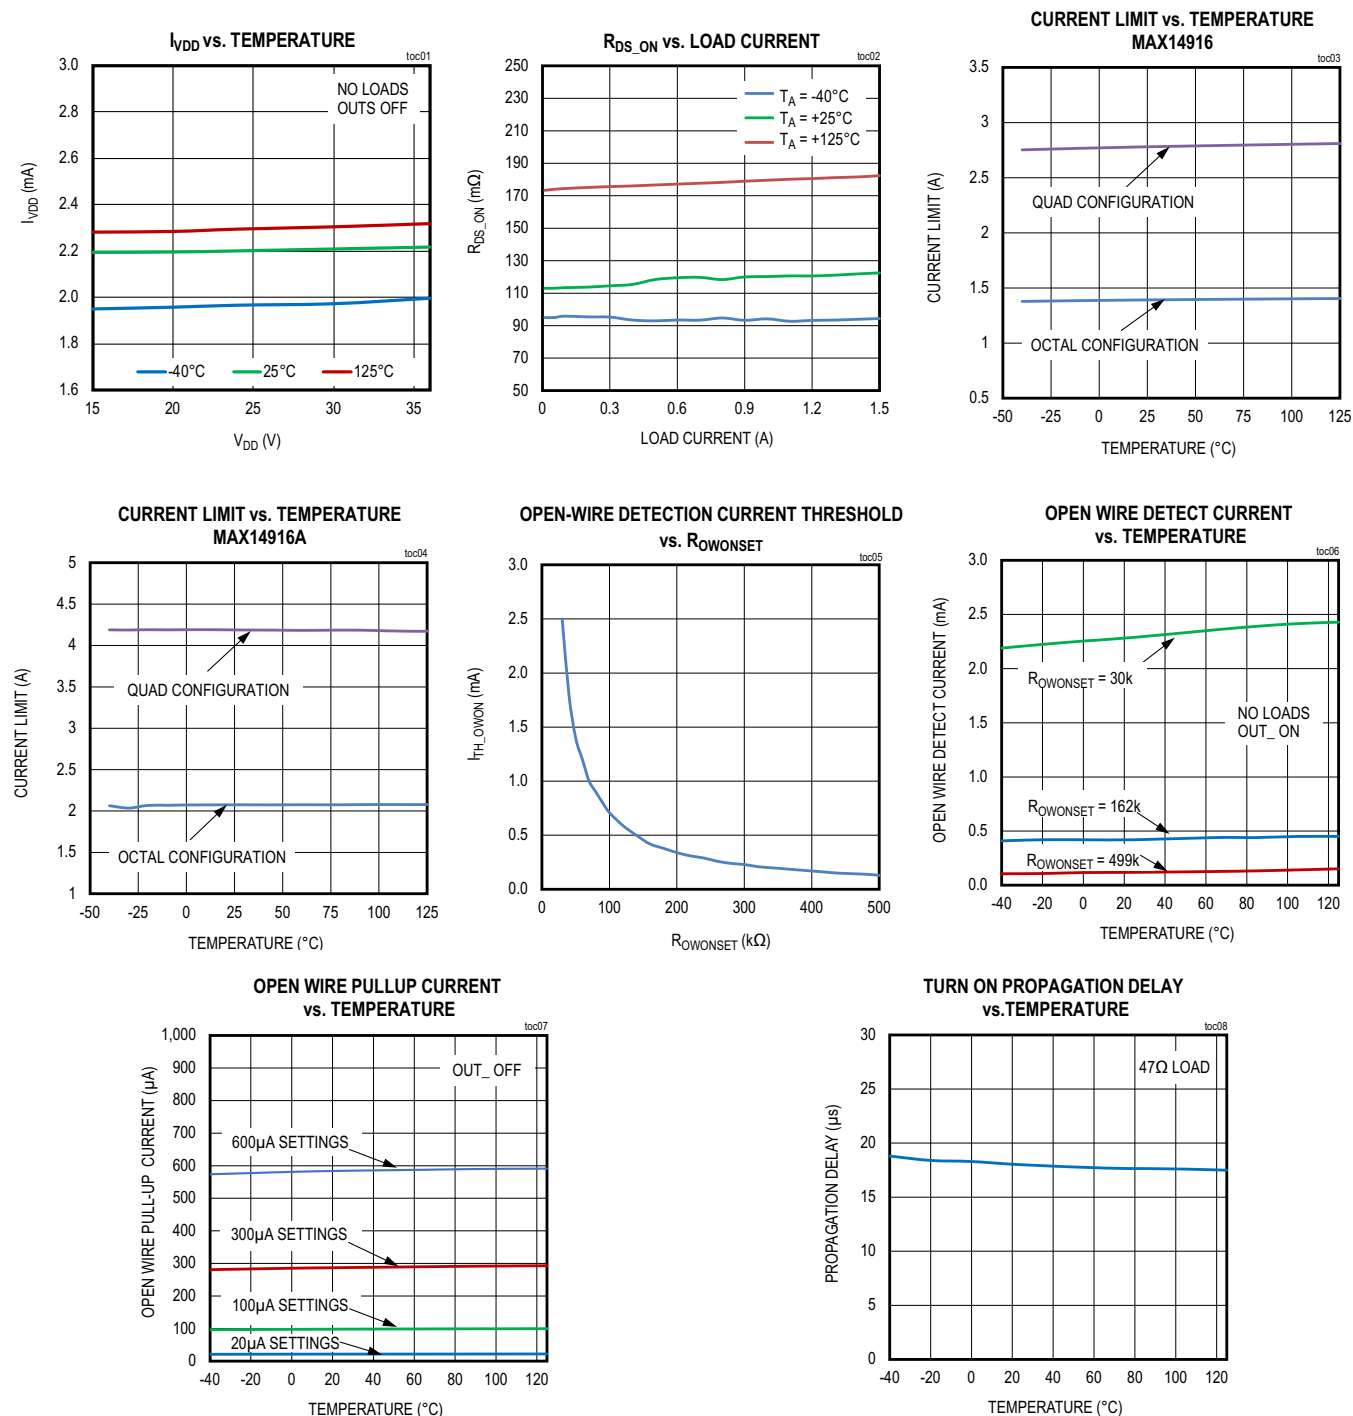 I_VDD vs. TEMPERATURE
toc01
3.0
2.8
2.6
2.4
2.2
2.0
1.8
1.6
I_VDD (mA)
NO LOADS
OUTS OFF
-40°C 25°C 125°C
15 20 25 30 35
V_DD (V)
R_DS_ON vs. LOAD CURRENT
toc02
250
230
210
190
170
150
130
110
90
70
50
R_DS_ON (mΩ)
T_A = -40°C
T_A = +25°C
T_A = +125°C
0 0.3 0.6 0.9 1.2 1.5
LOAD CURRENT (A)
CURRENT LIMIT vs. TEMPERATURE
MAX14916
toc03
3.5
3
2.5
2
1.5
1
0.5
CURRENT LIMIT (A)
QUAD CONFIGURATION
OCTAL CONFIGURATION
-50 -25 0 25 50 75 100 125
TEMPERATURE (°C)
CURRENT LIMIT vs. TEMPERATURE
MAX14916A
toc04
5
4.5
4
3.5
3
2.5
2
1.5
1
CURRENT LIMIT (A)
QUAD CONFIGURATION
OCTAL CONFIGURATION
-50 -25 0 25 50 75 100 125
TEMPERATURE (°C)
OPEN-WIRE DETECTION CURRENT THRESHOLD
vs. R_OWONSET
toc05
3.0
2.5
2.0
1.5
1.0
0.5
0.0
I_TH_OWON (mA)
0 100 200 300 400 500
R_OWONSET (kΩ)
OPEN WIRE DETECT CURRENT
vs. TEMPERATURE
toc06
3.0
2.5
2.0
1.5
1.0
0.5
0.0
OPEN WIRE DETECT CURRENT (mA)
R_OWONSET = 30k
NO LOADS
OUT_ ON
R_OWONSET = 162k
R_OWONSET = 499k
-40 -20 0 20 40 60 80 100 120
TEMPERATURE (°C)
OPEN WIRE PULLUP CURRENT
vs. TEMPERATURE
toc07
1,000
900
800
700
600
500
400
300
200
100
0
OPEN WIRE PULL-UP CURRENT (µA)
OUT_ OFF
600µA SETTINGS
300µA SETTINGS
100µA SETTINGS
20µA SETTINGS
-40 -20 0 20 40 60 80 100 120
TEMPERATURE (°C)
TURN ON PROPAGATION DELAY
vs.TEMPERATURE
toc08
30
25
20
15
10
5
0
PROPAGATION DELAY (µs)
47Ω LOAD
-40 -20 0 20 40 60 80 100 120
TEMPERATURE (°C)